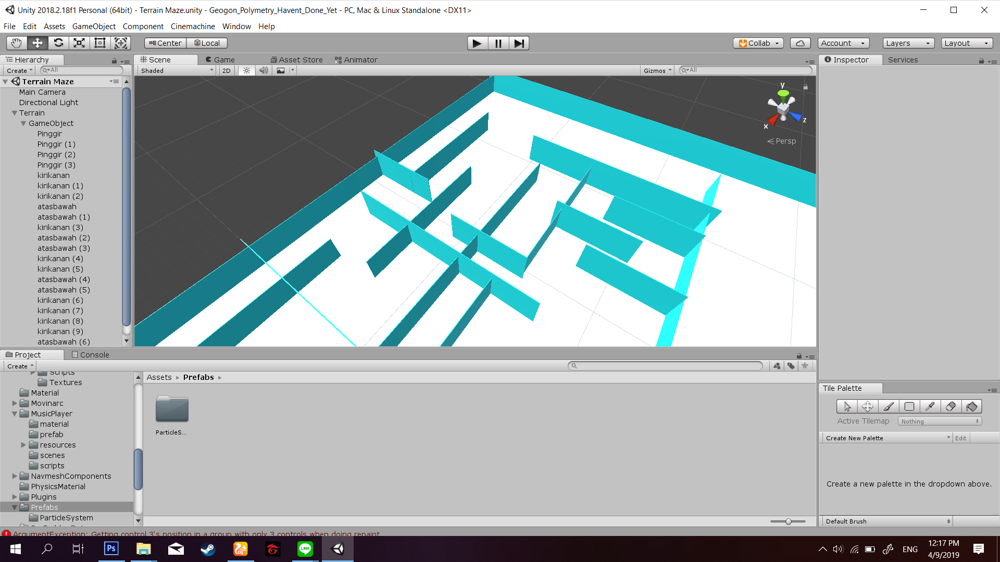 Unity 2018.2.18f1 Personal (64bit) - Terrain Maze.unity - Geogon_Polymetry_Havent_Done_Yet - PC, Mac & Linux Standalone <DX11>
File Edit Assets GameObject Component Cinemachine Window Help
Center Local Collab Account Layers Layout
Hierarchy
Create All
Terrain Maze
Main Camera
Directional Light
Terrain
GameObject
Pinggir
Pinggir (1)
Pinggir (2)
Pinggir (3)
kirikanan
kirikanan (1)
kirikanan (2)
atasbawah
atasbawah (1)
kirikanan (3)
atasbawah (2)
atasbawah (3)
kirikanan (4)
kirikanan (5)
atasbawah (4)
atasbawah (5)
kirikanan (6)
kirikanan (7)
kirikanan (8)
kirikanan (9)
atasbawah (6)
Scene Game Asset Store Animator
Shaded 2D Gizmos All
y
x
z
Persp
Inspector Services
Project Console
Create
Scripts
Textures
Material
Movinarc
MusicPlayer
material
prefab
resources
scenes
scripts
NavmeshComponents
PhysicsMaterial
Plugins
Prefabs
ParticleSystem
Assets Prefabs
ParticleS...
Tile Palette
Active Tilemap Nothing
Create New Palette Edit
Create a new palette in the dropdown above.
Default Brush
ArgumentException: Getting control 3's position in a group with only 3 controls when doing repaint
Ps
LINE
ENG
12:17 PM
4/9/2019